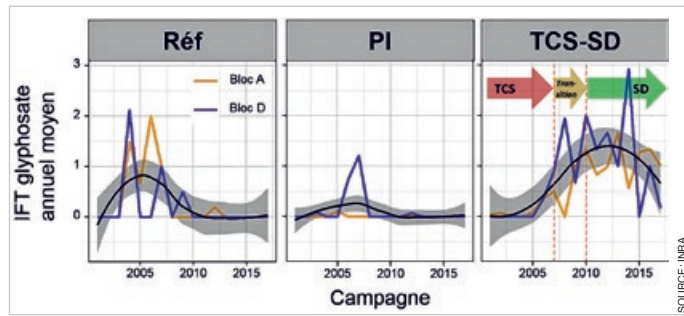 Réf
PI
TCS-SD
Bloc A
Bloc D
TCS
Tran-
sition
SD
IFT glyphosate
annuel moyen
3
2
1
0
2005
2010
2015
2005
2010
2015
2005
2010
2015
Campagne
SOURCE : INRA